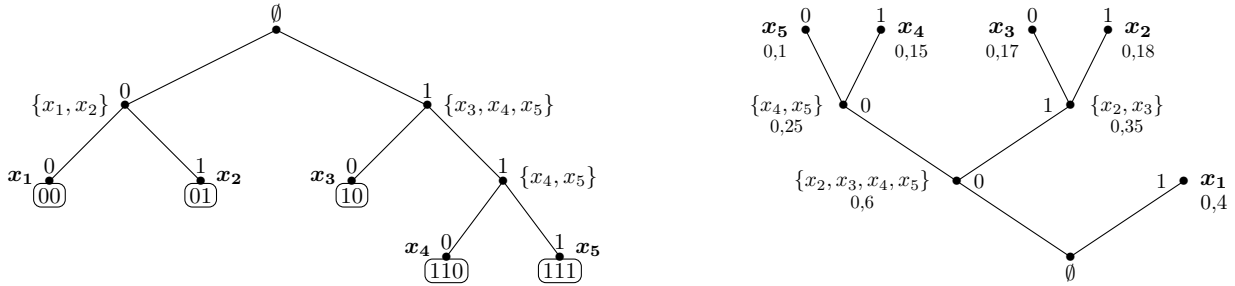 ∅
0
1
{x₁, x₂}
{x₃, x₄, x₅}
0
1
0
1
x₁
x₂
x₃
{x₄, x₅}
00
01
10
0
1
x₄
x₅
110
111
0
1
0
1
x₅
x₄
x₃
x₂
0,1
0,15
0,17
0,18
{x₄, x₅}
0
1
{x₂, x₃}
0,25
0,35
{x₂, x₃, x₄, x₅}
0
1
x₁
0,6
0,4
∅